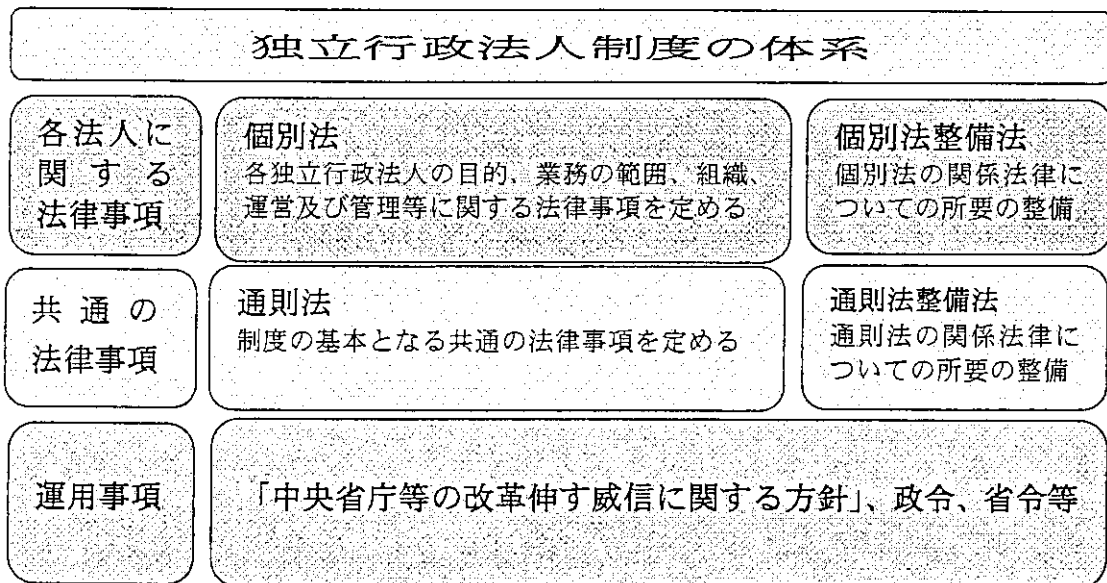 独立行政法人制度の体系
各法人に
関する
法律事項
個別法
各独立行政法人の目的、業務の範囲、組織、
運営及び管理等に関する法律事項を定める
個別法整備法
個別法の関係法律に
ついての所要の整備
共通の
法律事項
通則法
制度の基本となる共通の法律事項を定める
通則法整備法
通則法の関係法律に
ついての所要の整備
運用事項
「中央省庁等の改革伸す威信に関する方針」、政令、省令等